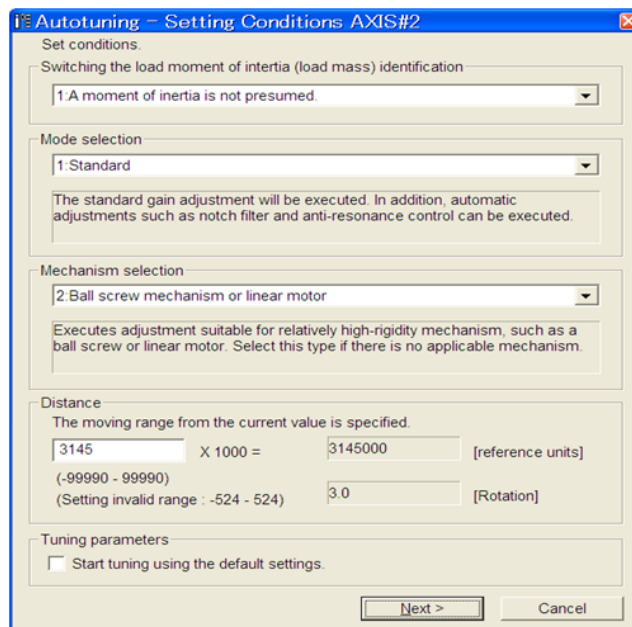 Autotuning - Setting Conditions AXIS#2
Set conditions.
Switching the load moment of inertia (load mass) identification
1:A moment of inertia is not presumed.
Mode selection
1:Standard
The standard gain adjustment will be executed. In addition, automatic
adjustments such as notch filter and anti-resonance control can be executed.
Mechanism selection
2:Ball screw mechanism or linear motor
Executes adjustment suitable for relatively high-rigidity mechanism, such as a
ball screw or linear motor. Select this type if there is no applicable mechanism.
Distance
The moving range from the current value is specified.
3145 X 1000 = 3145000 [reference units]
(-99990 - 99990)
(Setting invalid range : -524 - 524) 3.0 [Rotation]
Tuning parameters
Start tuning using the default settings.
Next > Cancel